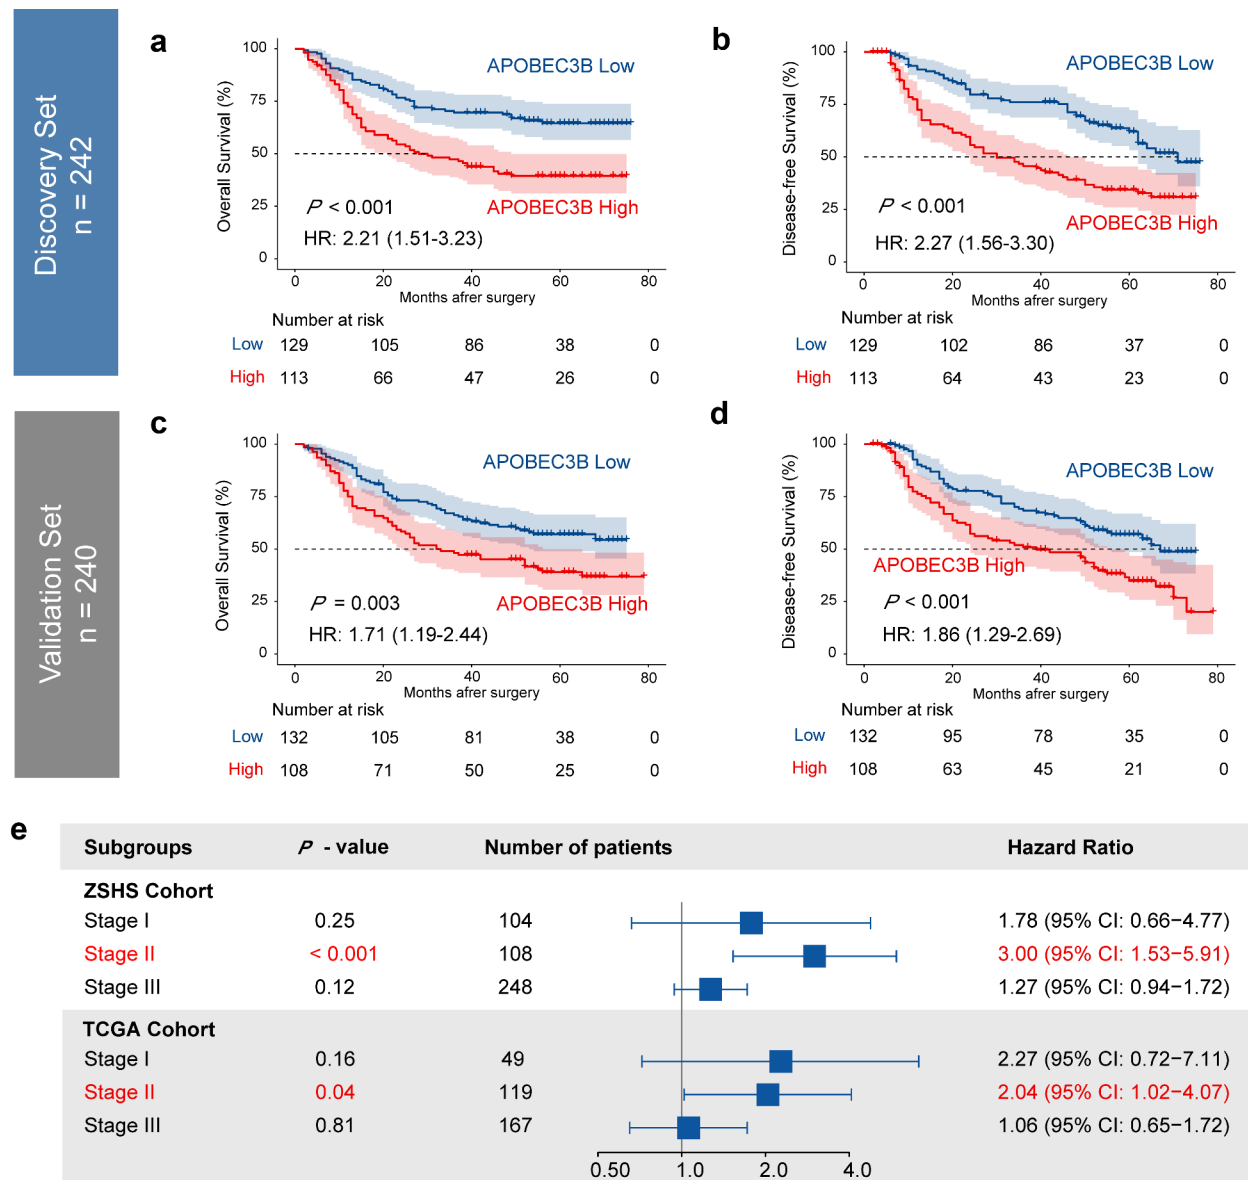 Discovery Set
n = 242
a
100
75
50
25
0
Overall Survival (%)
APOBEC3B Low
APOBEC3B High
P < 0.001
HR: 2.21 (1.51-3.23)
0 20 40 60 80
Months afrer surgery
Number at risk
Low 129 105 86 38 0
High 113 66 47 26 0
b
100
75
50
25
0
Disease-free Survival (%)
APOBEC3B Low
P < 0.001
APOBEC3B High
HR: 2.27 (1.56-3.30)
0 20 40 60 80
Months afrer surgery
Number at risk
Low 129 102 86 37 0
High 113 64 43 23 0
Validation Set
n = 240
c
100
75
50
25
0
Overall Survival (%)
APOBEC3B Low
P = 0.003
APOBEC3B High
HR: 1.71 (1.19-2.44)
0 20 40 60 80
Months afrer surgery
Number at risk
Low 132 105 81 38 0
High 108 71 50 25 0
d
100
75
50
25
0
Disease-free Survival (%)
APOBEC3B Low
APOBEC3B High
P < 0.001
HR: 1.86 (1.29-2.69)
0 20 40 60 80
Months afrer surgery
Number at risk
Low 132 95 78 35 0
High 108 63 45 21 0
e
Subgroups P - value Number of patients Hazard Ratio
ZSHS Cohort
Stage I 0.25 104 1.78 (95% CI: 0.66−4.77)
Stage II < 0.001 108 3.00 (95% CI: 1.53−5.91)
Stage III 0.12 248 1.27 (95% CI: 0.94−1.72)
TCGA Cohort
Stage I 0.16 49 2.27 (95% CI: 0.72−7.11)
Stage II 0.04 119 2.04 (95% CI: 1.02−4.07)
Stage III 0.81 167 1.06 (95% CI: 0.65−1.72)
0.50 1.0 2.0 4.0